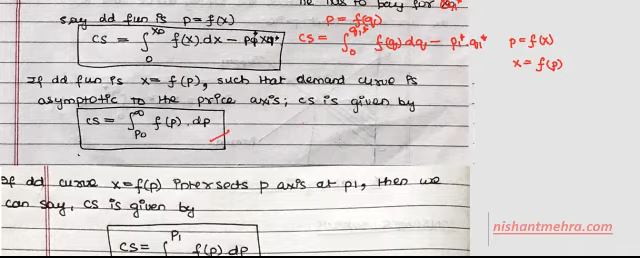 he has to pay for
say dd fun is p = f(x)
p = f(q)
CS = ∫₀^x₀ f(x).dx −
CS = ∫₀^q₁* f(q)dq − p₁*.q₁*
p = f(x)
x = f(p)
If dd fun is x = f(p), such that demand curve is
asymptotic to the price axis; CS is given by
CS = ∫_p₀^∞ f(p).dp
If dd curve x = f(p) intersects p axis at p1, then we
can say, CS is given by
CS = ∫^P₁ f(p) dp
nishantmehra.com